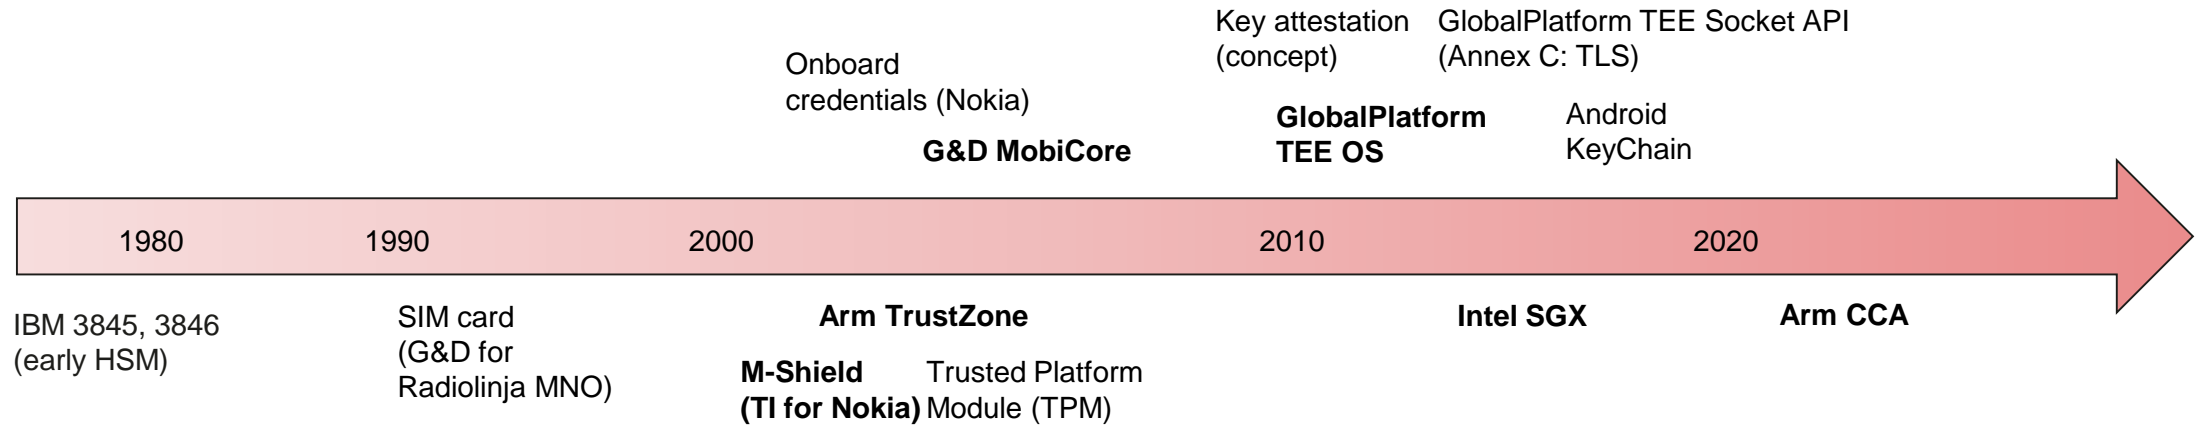 Key attestation
(concept)
GlobalPlatform TEE Socket API
(Annex C: TLS)
Onboard
credentials (Nokia)
G&D MobiCore
GlobalPlatform
TEE OS
Android
KeyChain
1980
1990
2000
2010
2020
IBM 3845, 3846
(early HSM)
SIM card
(G&D for
Radiolinja MNO)
Arm TrustZone
M-Shield
(TI for Nokia)
Trusted Platform
Module (TPM)
Intel SGX
Arm CCA